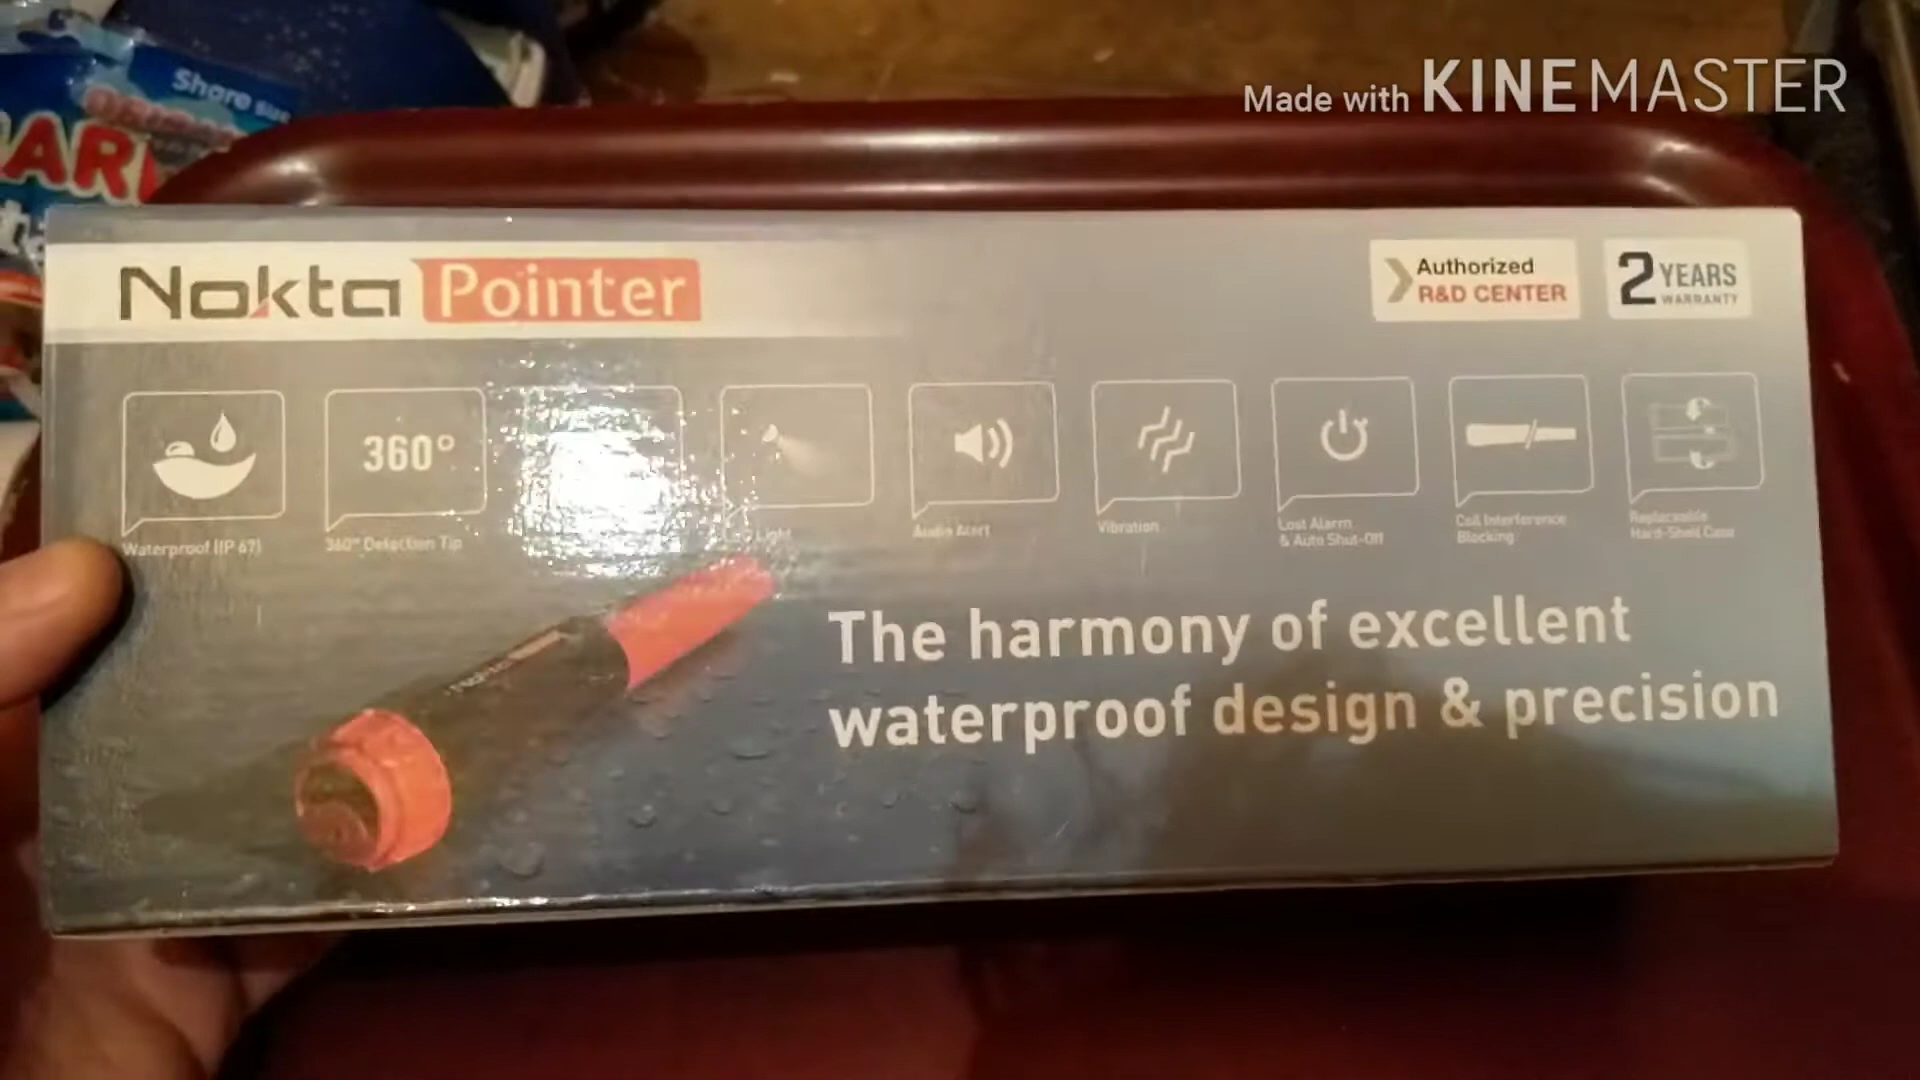 Made with KINEMASTER
Share size
Nokta Pointer
Authorized
R&D CENTER
2 YEARS
WARRANTY
360°
Waterproof (IP 67)
360° Detection Tip
Light
Audio Alert
Vibration
Lost Alarm
& Auto Shut-Off
Coil Interference
Blocking
Replaceable
Hard-Shell Case
The harmony of excellent
waterproof design & precision